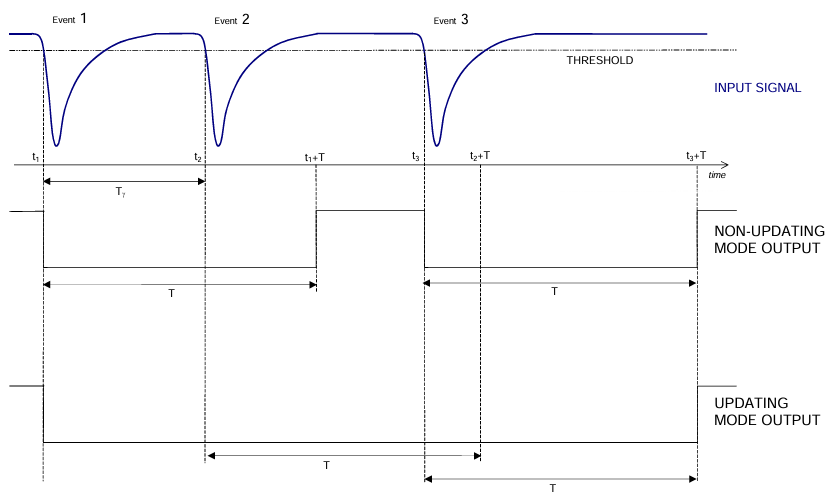 Event 1
Event 2
Event 3
THRESHOLD
INPUT SIGNAL
t1
t2
t1+T
t3
t2+T
t3+T
time
T7
NON-UPDATING
MODE OUTPUT
T
T
UPDATING
MODE OUTPUT
T
T